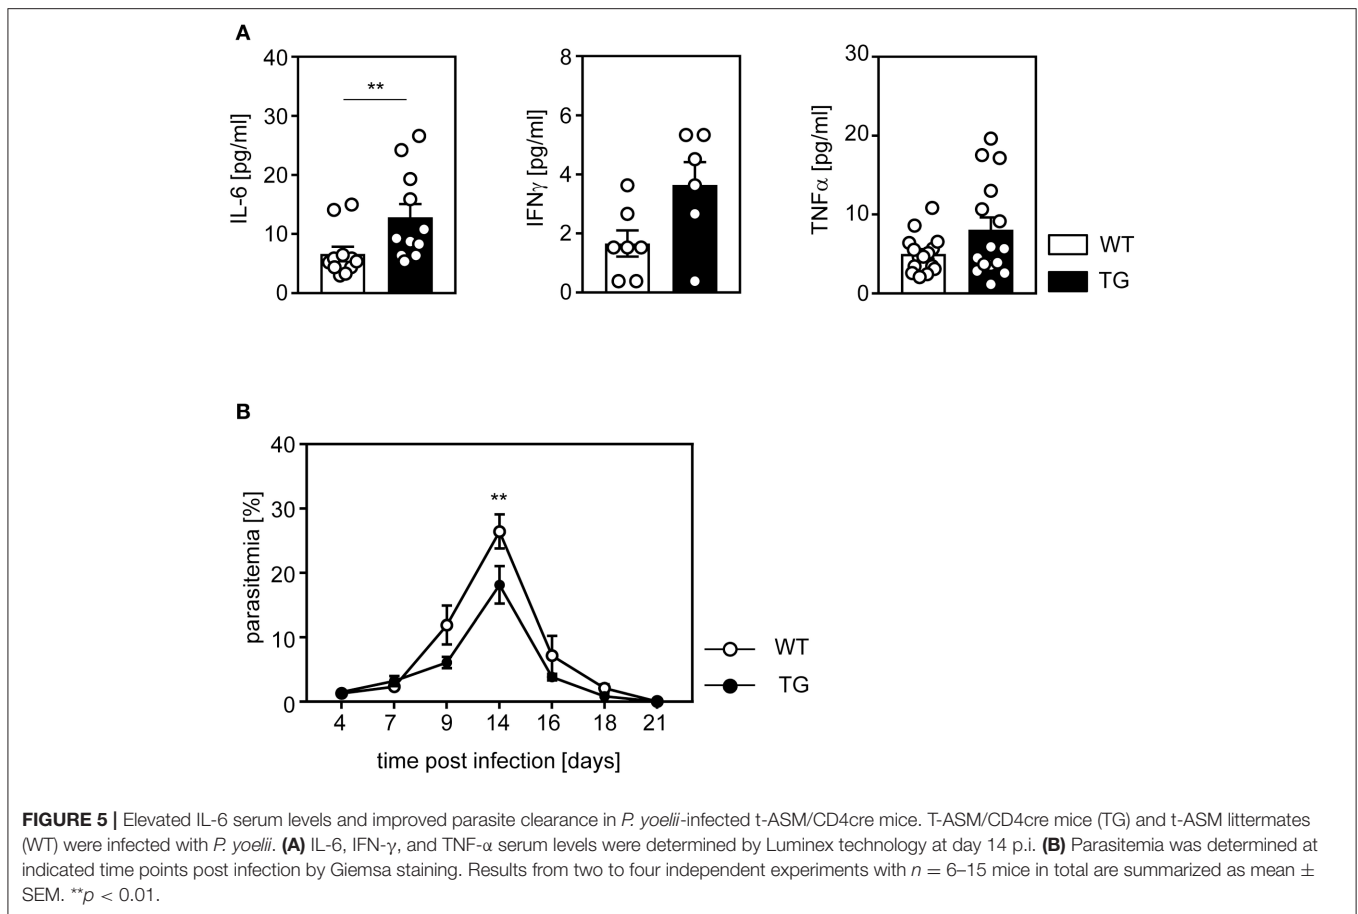 A
40
30
20
10
0
IL-6 [pg/ml]
**
8
6
4
2
0
IFNγ [pg/ml]
30
20
10
0
TNFα [pg/ml]
WT
TG
B
40
30
20
10
0
parasitemia [%]
**
4 7 9 14 16 18 21
time post infection [days]
WT
TG
FIGURE 5 | Elevated IL-6 serum levels and improved parasite clearance in P. yoelii-infected t-ASM/CD4cre mice. T-ASM/CD4cre mice (TG) and t-ASM littermates
(WT) were infected with P. yoelii. (A) IL-6, IFN-γ, and TNF-α serum levels were determined by Luminex technology at day 14 p.i. (B) Parasitemia was determined at
indicated time points post infection by Giemsa staining. Results from two to four independent experiments with n = 6–15 mice in total are summarized as mean ±
SEM. **p < 0.01.